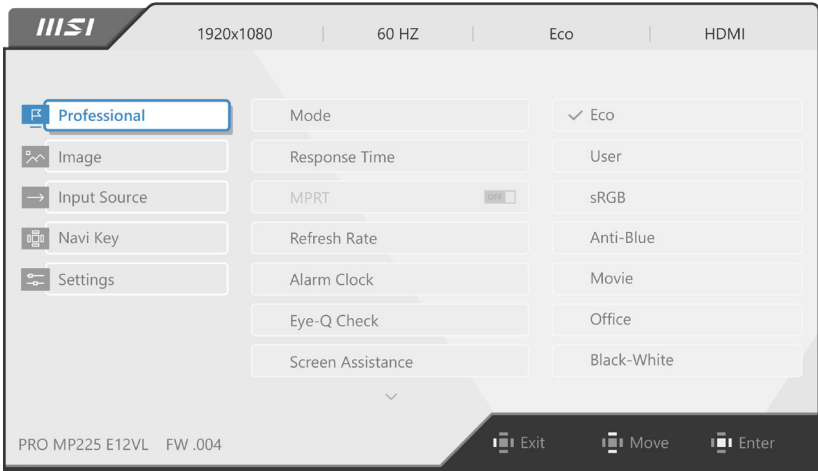 msi
1920x1080 60 HZ Eco HDMI
Professional Mode ✓ Eco
Image Response Time User
Input Source MPRT OFF sRGB
Navi Key Refresh Rate Anti-Blue
Settings Alarm Clock Movie
Eye-Q Check Office
Screen Assistance Black-White
PRO MP225 E12VL FW .004 Exit Move Enter